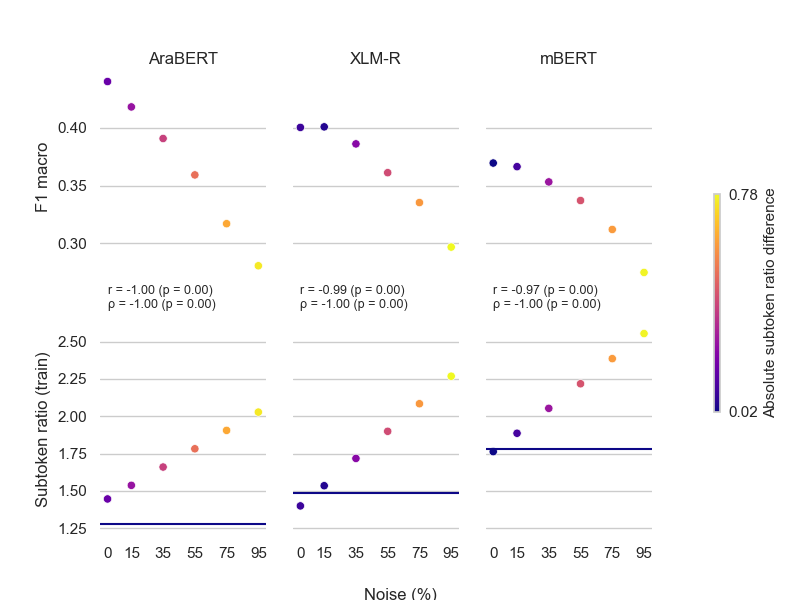 AraBERT XLM-R mBERT
F1 macro
0.40
0.35
0.30
r = -1.00 (p = 0.00)
ρ = -1.00 (p = 0.00)
r = -0.99 (p = 0.00)
ρ = -1.00 (p = 0.00)
r = -0.97 (p = 0.00)
ρ = -1.00 (p = 0.00)
Subtoken ratio (train)
2.50
2.25
2.00
1.75
1.50
1.25
0 15 35 55 75 95
0 15 35 55 75 95
0 15 35 55 75 95
Noise (%)
0.78
0.02
Absolute subtoken ratio difference